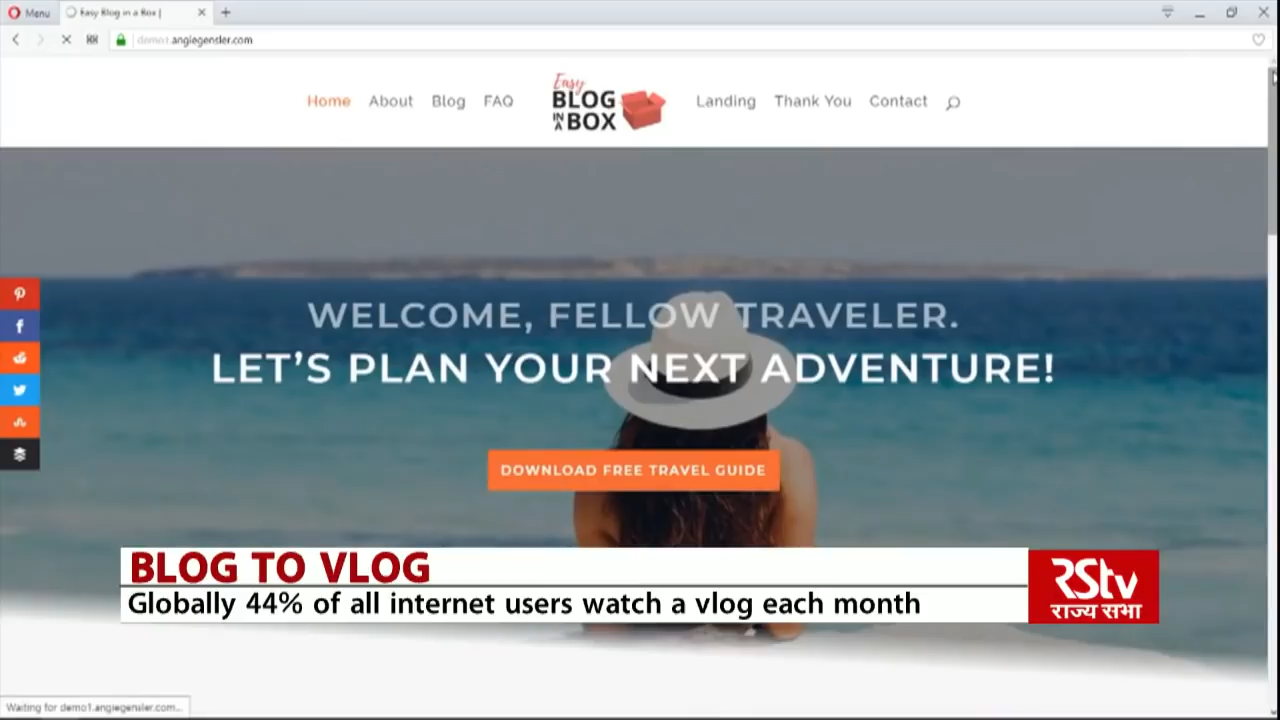 Menu
Easy Blog in a Box |
demo1.angiegensler.com
Home About Blog FAQ
Easy
BLOG
IN A BOX
Landing Thank You Contact
WELCOME, FELLOW TRAVELER.
LET'S PLAN YOUR NEXT ADVENTURE!
DOWNLOAD FREE TRAVEL GUIDE
BLOG TO VLOG
Globally 44% of all internet users watch a vlog each month
RStv
राज्य सभा
Waiting for demo1.angiegensler.com...